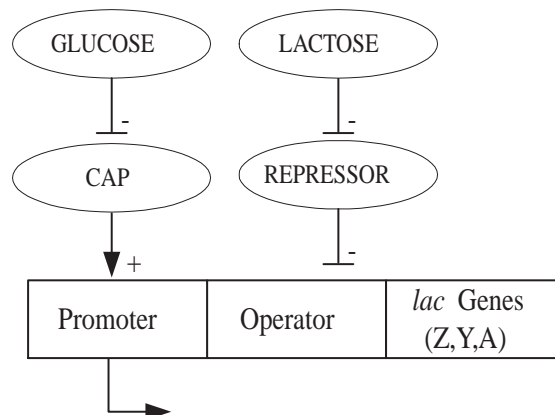 GLUCOSE
LACTOSE
-
-
CAP
REPRESSOR
+
-
Promoter
Operator
lac Genes
(Z,Y,A)